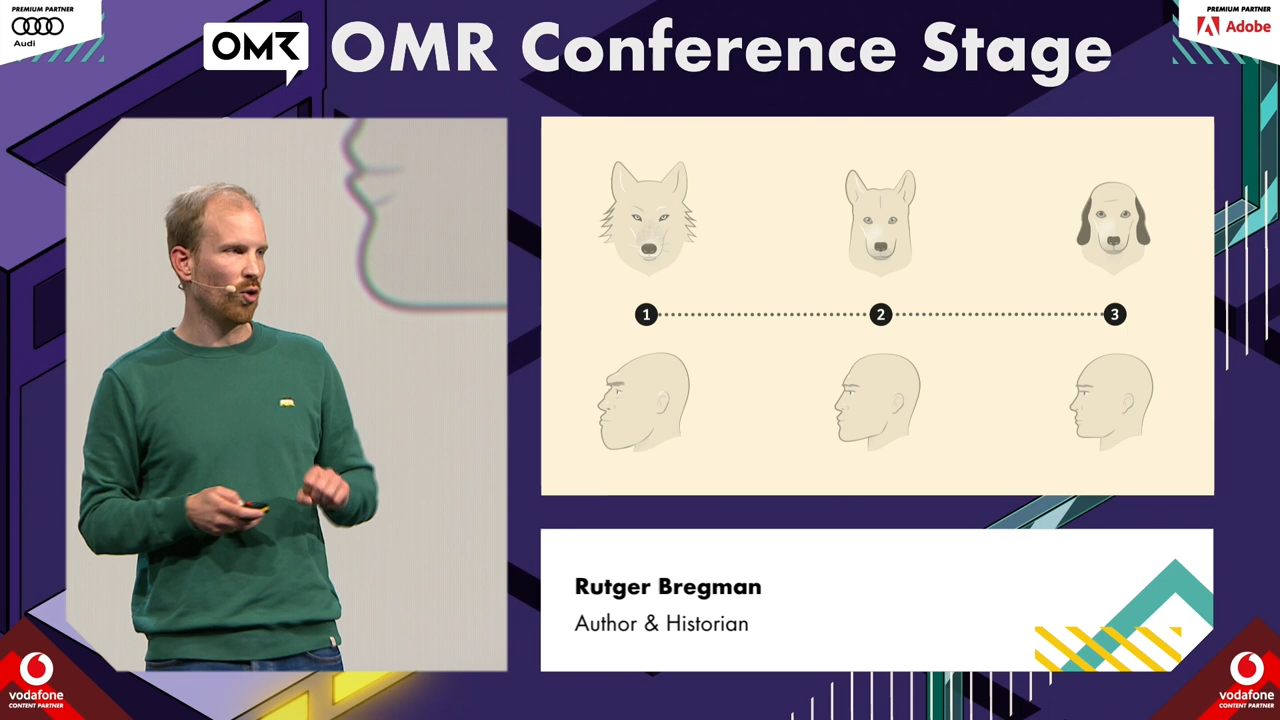 PREMIUM PARTNER
Audi
OMR
OMR Conference Stage
PREMIUM PARTNER
Adobe
1
2
3
Rutger Bregman
Author & Historian
vodafone
CONTENT PARTNER
vodafone
CONTENT PARTNER